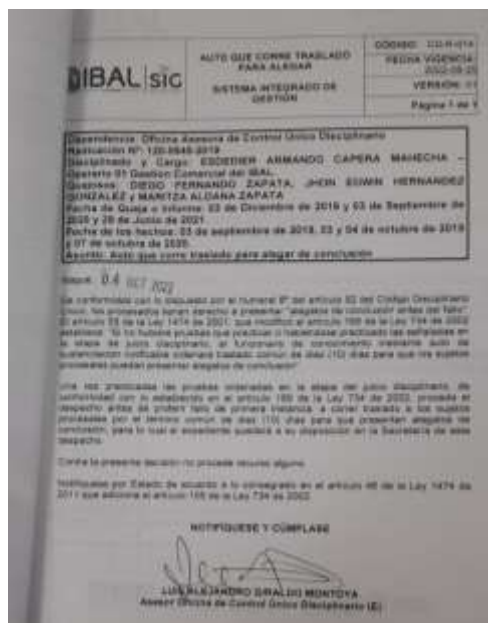 IBAL sic
AUTO QUE CORRE TRASLADO
PARA ALEGAR
SISTEMA INTEGRADO DE
GESTIÓN
FECHA VIGENCIA:
VERSIÓN:
Página 1 de 1
Dependencia: Oficina Asesora de Control Único Disciplinario
Disciplinado y Cargo: ARMANDO CAPERA MAHECHA –
Operario 01 Gestion Comercial del IBAL
Quejosos: DIEGO FERNANDO ZAPATA, JHON EDWIN HERNANDEZ
GONZALEZ y MARITZA ALDANA ZAPATA
Fecha de Queja o informe: 03 de Diciembre de 2019 y 03 de Septiembre de
2020 y 28 de Junio de 2021
Fecha de los hechos: 03 de septiembre de 2019, 03 y 04 de octubre de 2019
y 07 de octubre de 2020
Asunto: Auto que corre traslado para alegar de conclusión
04 OCT 2022
De conformidad con lo dispuesto por el numeral 8º del artículo 92 del Código Disciplinario
Único, los procesados tienen derecho a presentar "alegatos de conclusión antes del fallo".
El artículo 55 de la Ley 1474 de 2001, que modificó el artículo 169 de la Ley 734 de 2002
establece: "Si no hubiere pruebas que practicar o habiéndose practicado las señaladas en
la etapa de juicio disciplinario, el funcionario de conocimiento mediante auto de
sustanciación notificable ordenará traslado común de diez (10) días para que los sujetos
procesales puedan presentar alegatos de conclusión"
Una vez practicadas las pruebas ordenadas en la etapa del juicio disciplinario, de
conformidad con lo establecido en el artículo 169 de la Ley 734 de 2002, procede el
despacho antes de proferir fallo de primera instancia, a correr traslado a los sujetos
procesales por el término común de diez (10) días para que presenten alegatos de
conclusión, para lo cual el expediente quedará a su disposición en la Secretaría de este
despacho.
Contra la presente decisión no procede recurso alguno.
Notifíquese por Estado de acuerdo a lo consagrado en el artículo 46 de la Ley 1474 de
2011 que adiciona el artículo 105 de la Ley 734 de 2002.
NOTIFÍQUESE Y CÚMPLASE
LUIS ALEJANDRO GIRALDO MONTOYA
Asesor Oficina de Control Único Disciplinario (E)